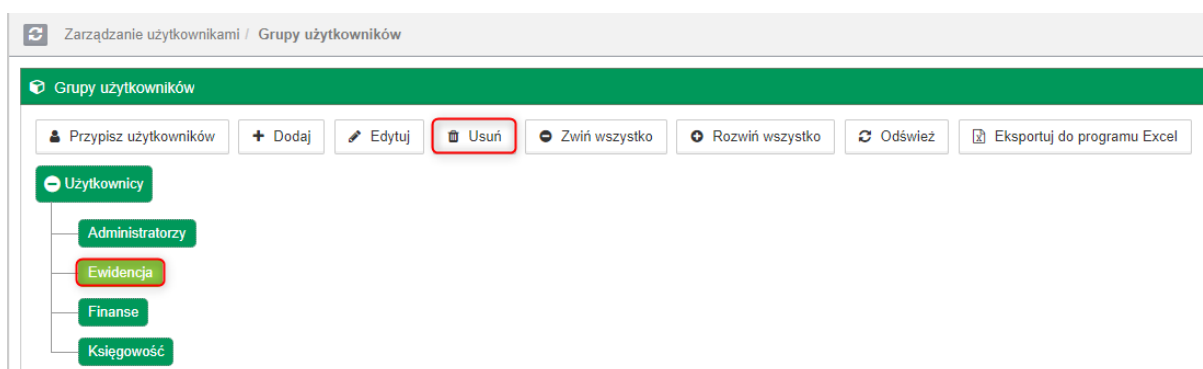 Zarządzanie użytkownikami / Grupy użytkowników
Grupy użytkowników
Przypisz użytkowników Dodaj Edytuj Usuń Zwiń wszystko Rozwiń wszystko Odśwież Eksportuj do programu Excel
Użytkownicy
Administratorzy
Ewidencja
Finanse
Księgowość